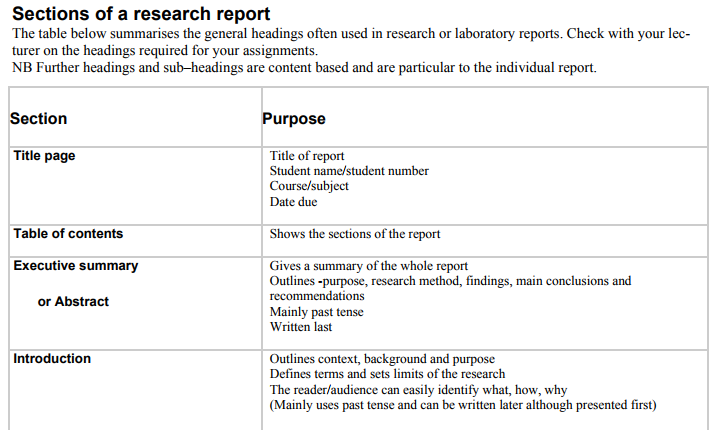 Sections of a research report
The table below summarises the general headings often used in research or laboratory reports. Check with your lec-
turer on the headings required for your assignments.
NB Further headings and sub–headings are content based and are particular to the individual report.
Section
Purpose
Title page
Title of report
Student name/student number
Course/subject
Date due
Table of contents
Shows the sections of the report
Executive summary
or Abstract
Gives a summary of the whole report
Outlines -purpose, research method, findings, main conclusions and
recommendations
Mainly past tense
Written last
Introduction
Outlines context, background and purpose
Defines terms and sets limits of the research
The reader/audience can easily identify what, how, why
(Mainly uses past tense and can be written later although presented first)